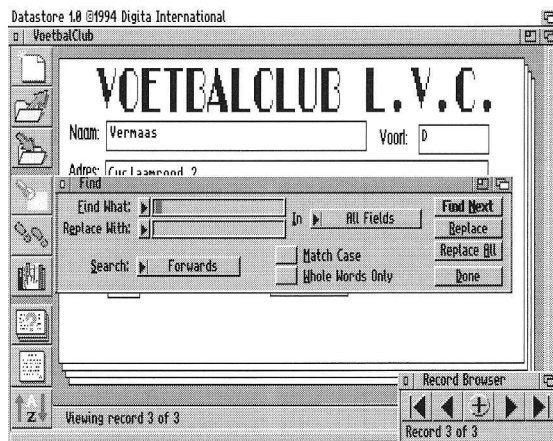 Datastore 1.0 ©1994 Digita International
VoetbalClub
VOETBALCLUB L.V.C.
Naam: Vermaas Voorl: D
Adres: Cyclaamrood 2
Find
Find What: In All Fields Find Next
Replace With: Replace
Search: Forwards Match Case Replace All
Whole Words Only Done
Record Browser
Viewing record 3 of 3
Record 3 of 3